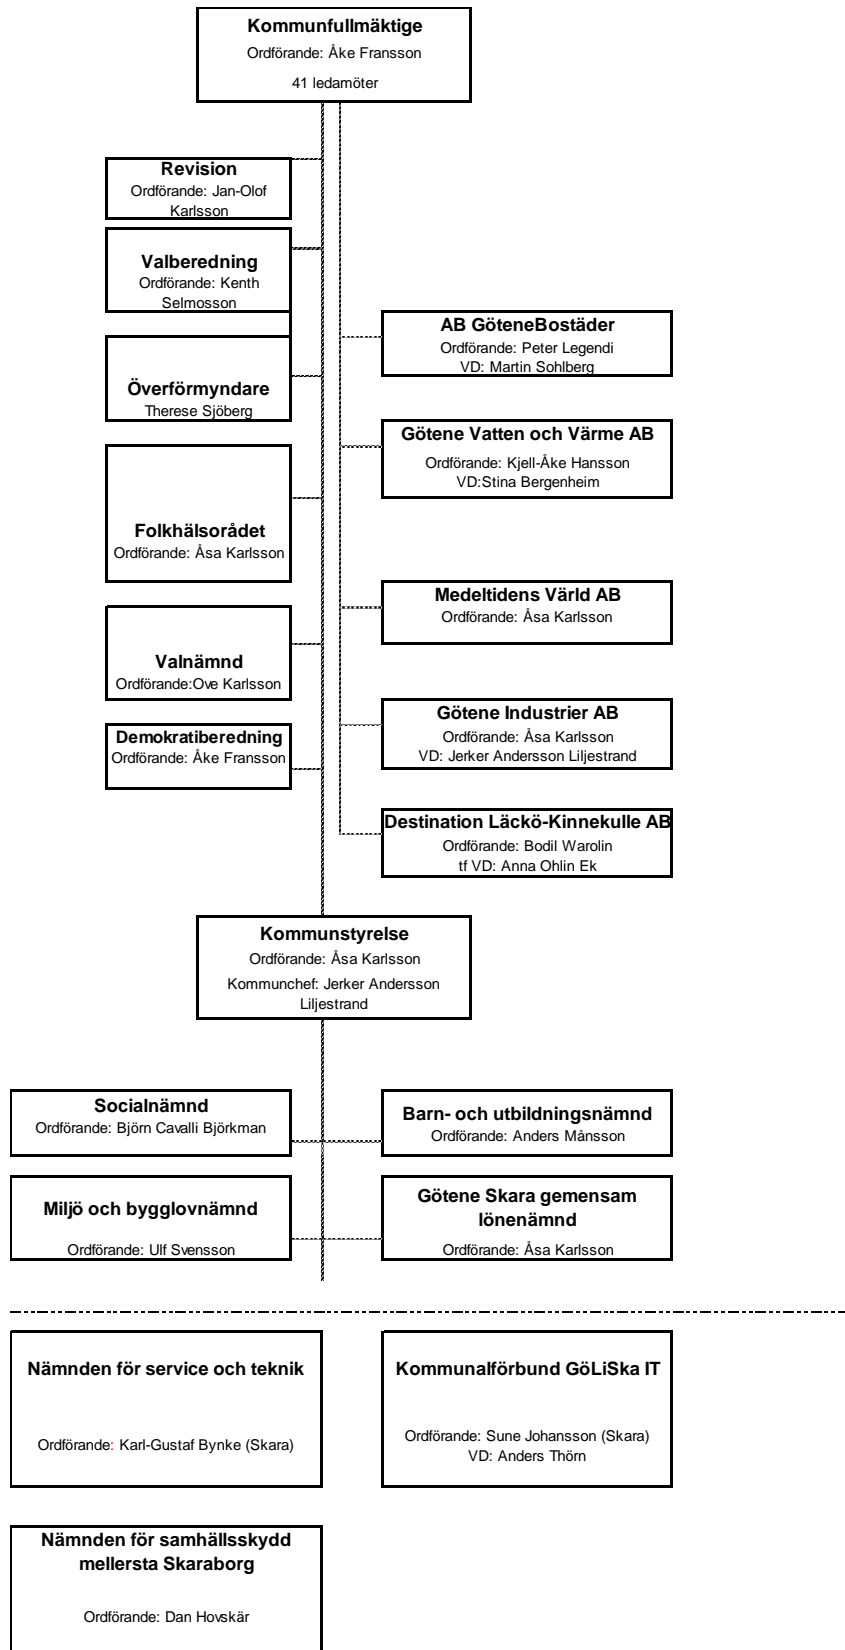 Kommunfullmäktige
Ordförande: Åke Fransson
41 ledamöter
Revision
Ordförande: Jan-Olof
Karlsson
Valberedning
Ordförande: Kenth
Selmosson
Överförmyndare
Therese Sjöberg
Folkhälsorådet
Ordförande: Åsa Karlsson
Valnämnd
Ordförande:Ove Karlsson
Demokratiberedning
Ordförande: Åke Fransson
AB GöteneBostäder
Ordförande: Peter Legendi
VD: Martin Sohlberg
Götene Vatten och Värme AB
Ordförande: Kjell-Åke Hansson
VD:Stina Bergenheim
Medeltidens Värld AB
Ordförande: Åsa Karlsson
Götene Industrier AB
Ordförande: Åsa Karlsson
VD: Jerker Andersson Liljestrand
Destination Läckö-Kinnekulle AB
Ordförande: Bodil Warolin
tf VD: Anna Ohlin Ek
Kommunstyrelse
Ordförande: Åsa Karlsson
Kommunchef: Jerker Andersson
Liljestrand
Socialnämnd
Ordförande: Björn Cavalli Björkman
Barn- och utbildningsnämnd
Ordförande: Anders Månsson
Miljö och bygglovnämnd
Ordförande: Ulf Svensson
Götene Skara gemensam
lönenämnd
Ordförande: Åsa Karlsson
Nämnden för service och teknik
Ordförande: Karl-Gustaf Bynke (Skara)
Kommunalförbund GöLiSka IT
Ordförande: Sune Johansson (Skara)
VD: Anders Thörn
Nämnden för samhällsskydd
mellersta Skaraborg
Ordförande: Dan Hovskär